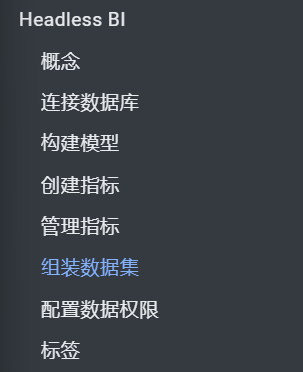 Headless BI
概念
连接数据库
构建模型
创建指标
管理指标
组装数据集
配置数据权限
标签